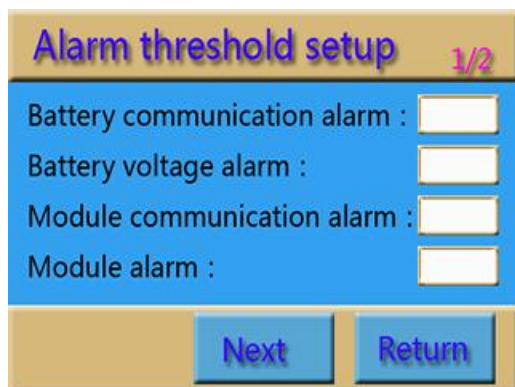 Alarm threshold setup 1/2
Battery communication alarm :
Battery voltage alarm :
Module communication alarm :
Module alarm :
Next Return